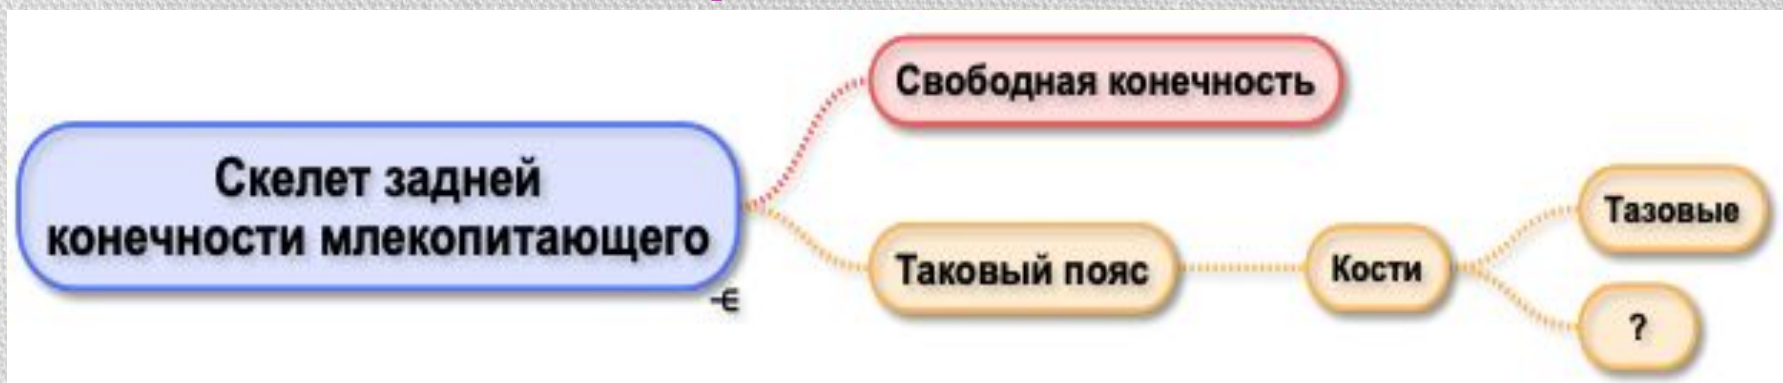 Свободная конечность
Скелет задней
конечности млекопитающего
Тазовые
Таковый пояс
Кости
?